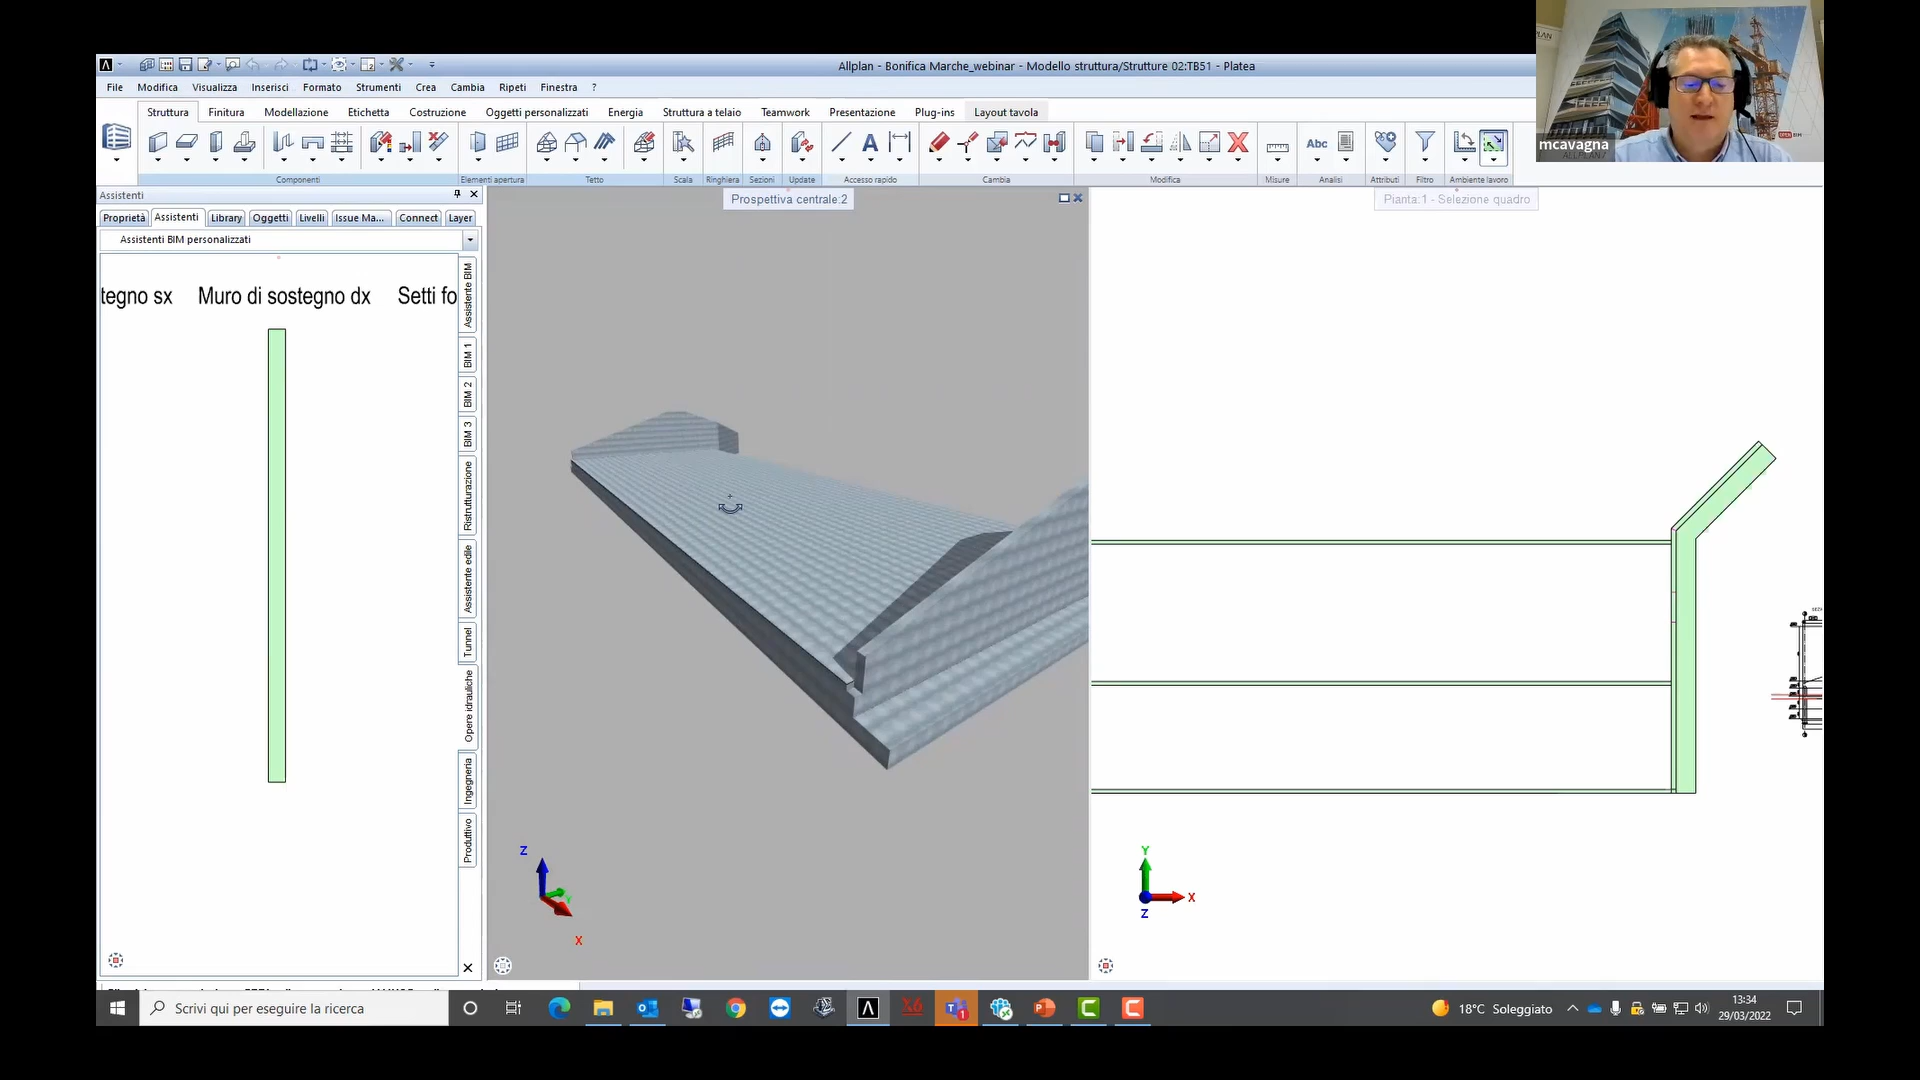 Allplan - Bonifica Marche_webinar - Modello struttura/Strutture 02:TB51 - Platea
File Modifica Visualizza Inserisci Formato Strumenti Crea Cambia Ripeti Finestra ?
Struttura Finitura Modellazione Etichetta Costruzione Oggetti personalizzati Energia Struttura a telaio Teamwork Presentazione Plug-ins Layout tavola
Abc
Componenti Elementi apertura Tetto Scala Ringhiera Sezioni Update Accesso rapido Cambia Modifica Misure Analisi Attributi Filtro Ambiente lavoro
mcavagna
Assistenti
Proprietà Assistenti Library Oggetti Livelli Issue Ma... Connect Layer
Assistenti BIM personalizzati
tegno sx Muro di sostegno dx Setti fo
Assistente BIM
BIM 1
BIM 2
BIM 3
Ristrutturazione
Assistente edile
Tunnel
Opere idrauliche
Ingegneria
Produttivo
Prospettiva centrale:2
Pianta:1 - Selezione quadro
Z
Y
X
Y
X
Z
Scrivi qui per eseguire la ricerca
18°C Soleggiato
13:34
29/03/2022